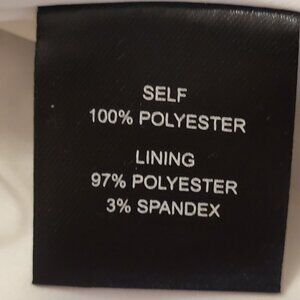 SELF
100% POLYESTER
LINING
97% POLYESTER
3% SPANDEX